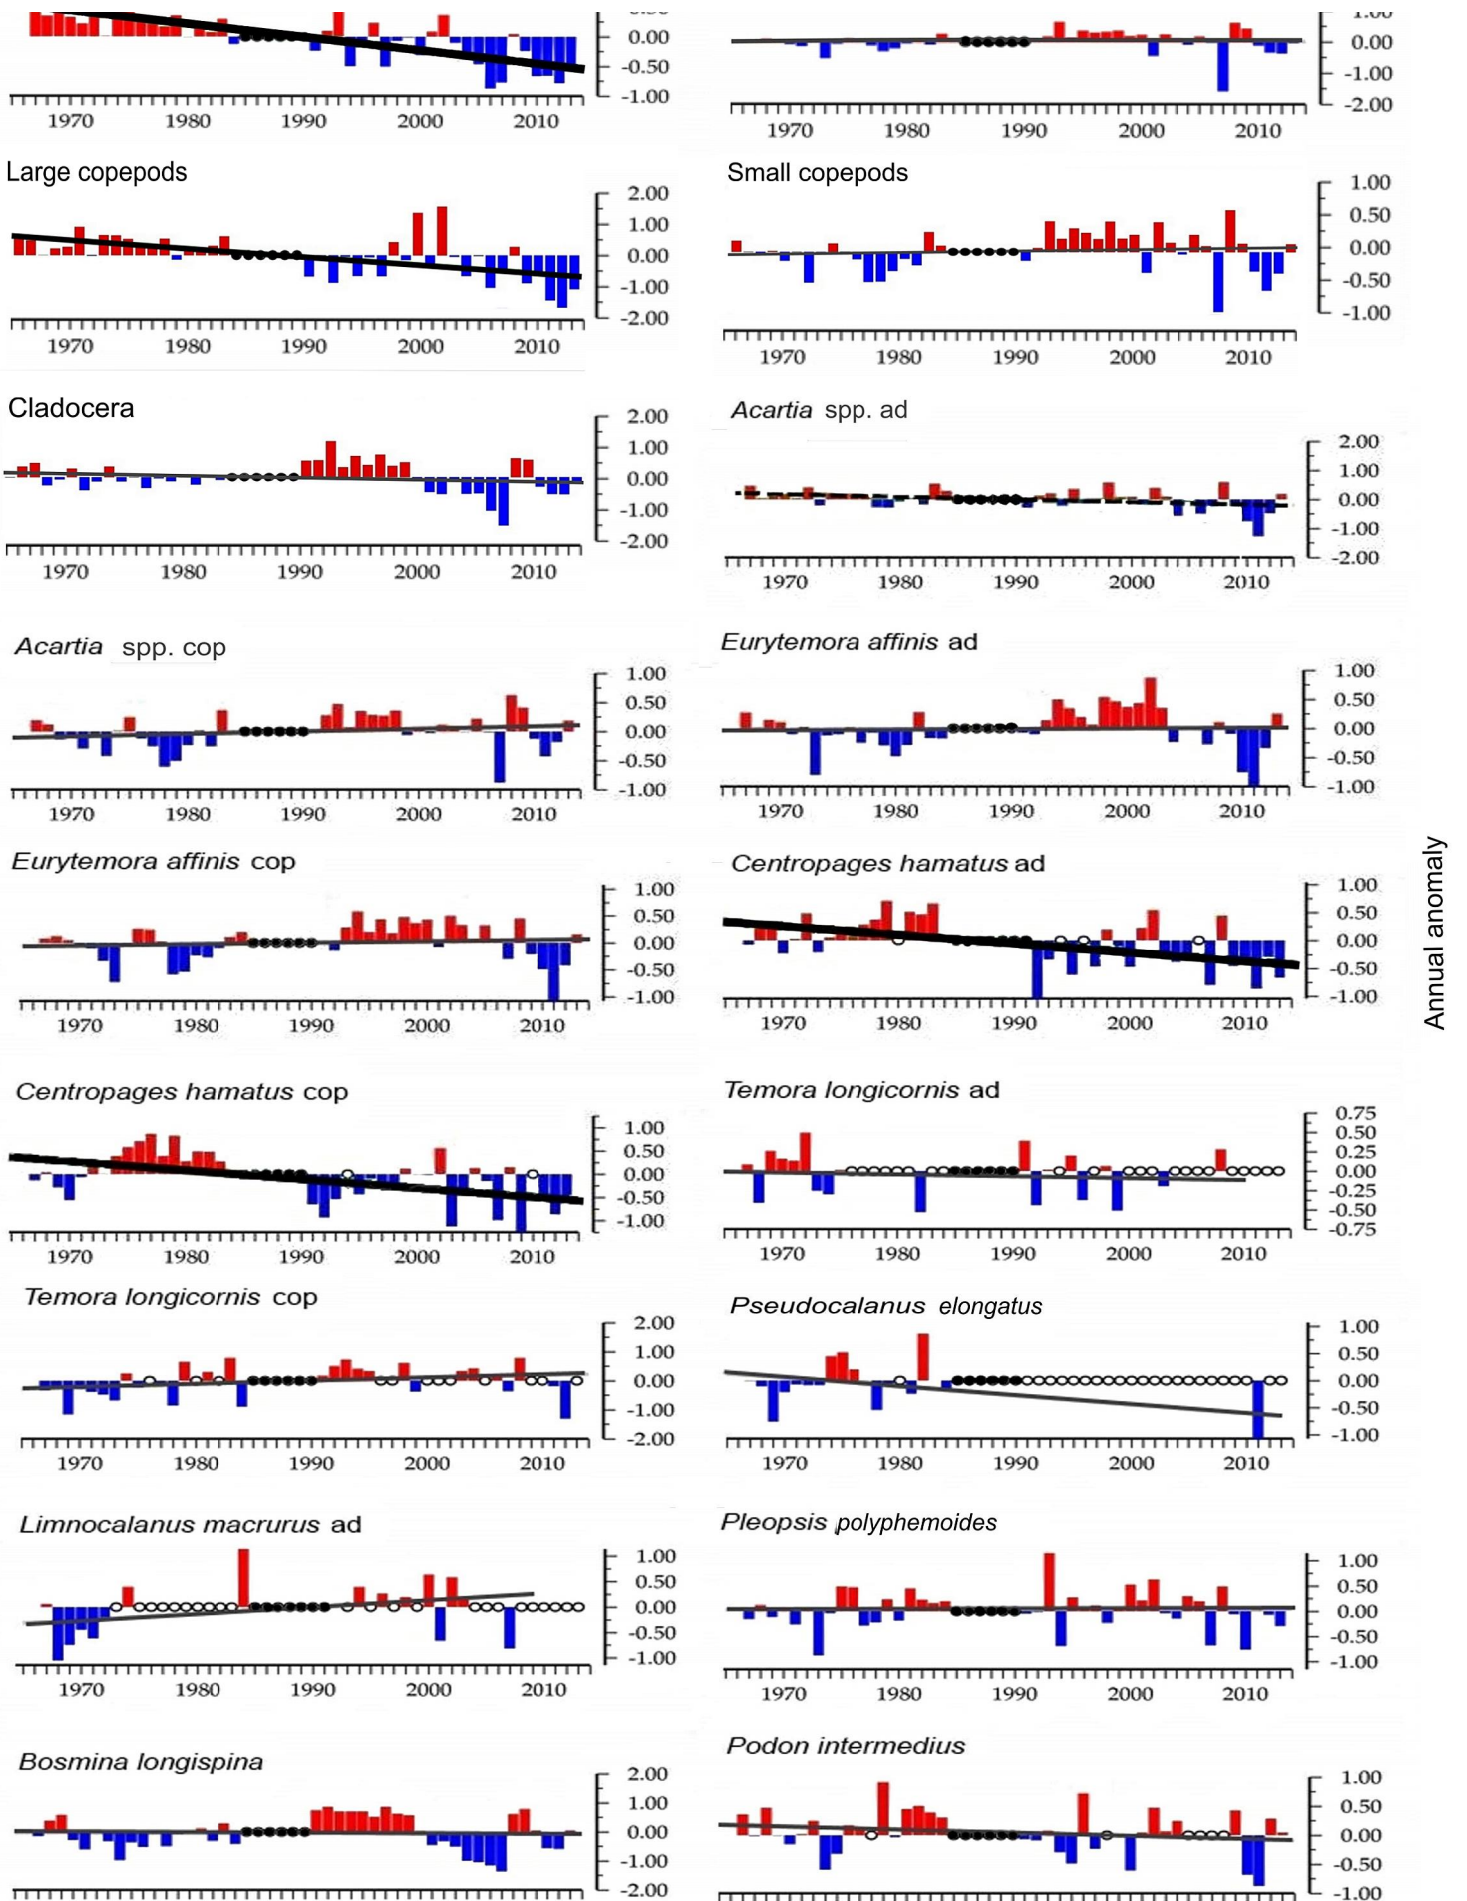 0.00
-0.50
-1.00
1970 1980 1990 2000 2010
1.00
0.00
-1.00
-2.00
1970 1980 1990 2000 2010
Large copepods
2.00
1.00
0.00
-1.00
-2.00
1970 1980 1990 2000 2010
Small copepods
1.00
0.50
0.00
-0.50
-1.00
1970 1980 1990 2000 2010
Cladocera
2.00
1.00
0.00
-1.00
-2.00
1970 1980 1990 2000 2010
Acartia spp. ad
2.00
1.00
0.00
-1.00
-2.00
1970 1980 1990 2000 2010
Acartia spp. cop
1.00
0.50
0.00
-0.50
-1.00
1970 1980 1990 2000 2010
Eurytemora affinis ad
1.00
0.50
0.00
-0.50
-1.00
1970 1980 1990 2000 2010
Eurytemora affinis cop
1.00
0.50
0.00
-0.50
-1.00
1970 1980 1990 2000 2010
Centropages hamatus ad
1.00
0.50
0.00
-0.50
-1.00
1970 1980 1990 2000 2010
Annual anomaly
Centropages hamatus cop
1.00
0.50
0.00
-0.50
-1.00
1970 1980 1990 2000 2010
Temora longicornis ad
0.75
0.50
0.25
0.00
-0.25
-0.50
-0.75
1970 1980 1990 2000 2010
Temora longicornis cop
2.00
1.00
0.00
-1.00
-2.00
1970 1980 1990 2000 2010
Pseudocalanus elongatus
1.00
0.50
0.00
-0.50
-1.00
1970 1980 1990 2000 2010
Limnocalanus macrurus ad
1.00
0.50
0.00
-0.50
-1.00
1970 1980 1990 2000 2010
Pleopsis polyphemoides
1.00
0.50
0.00
-0.50
-1.00
1970 1980 1990 2000 2010
Bosmina longispina
2.00
1.00
0.00
-1.00
-2.00
Podon intermedius
1.00
0.50
0.00
-0.50
-1.00